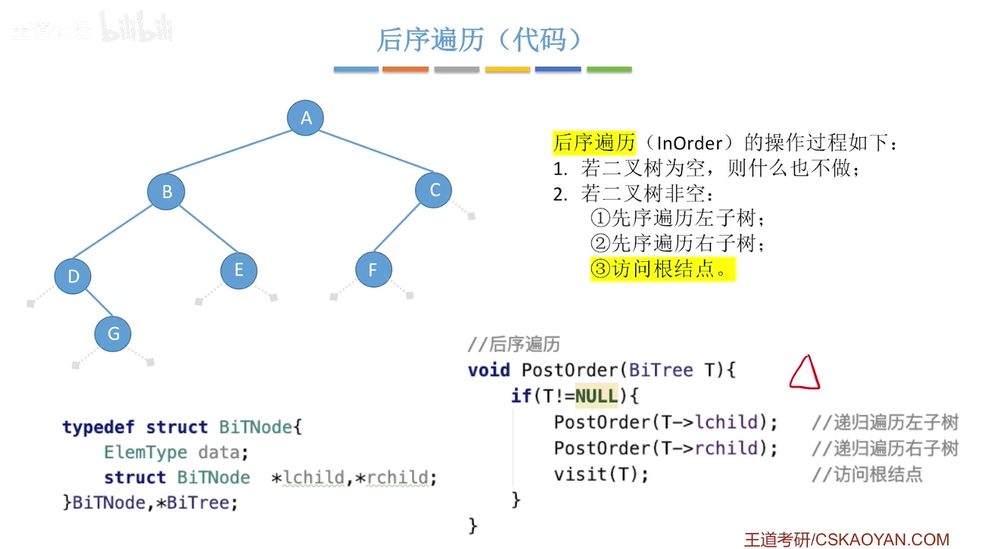 bilibili
后序遍历（代码）
A
B
C
D
E
F
G
后序遍历（InOrder）的操作过程如下：
1. 若二叉树为空，则什么也不做；
2. 若二叉树非空：
①先序遍历左子树；
②先序遍历右子树；
③访问根结点。
typedef struct BiTNode{
ElemType data;
struct BiTNode *lchild,*rchild;
}BiTNode,*BiTree;
//后序遍历
void PostOrder(BiTree T){
if(T!=NULL){
PostOrder(T->lchild); //递归遍历左子树
PostOrder(T->rchild); //递归遍历右子树
visit(T); //访问根结点
}
}
王道考研/CSKAOYAN.COM